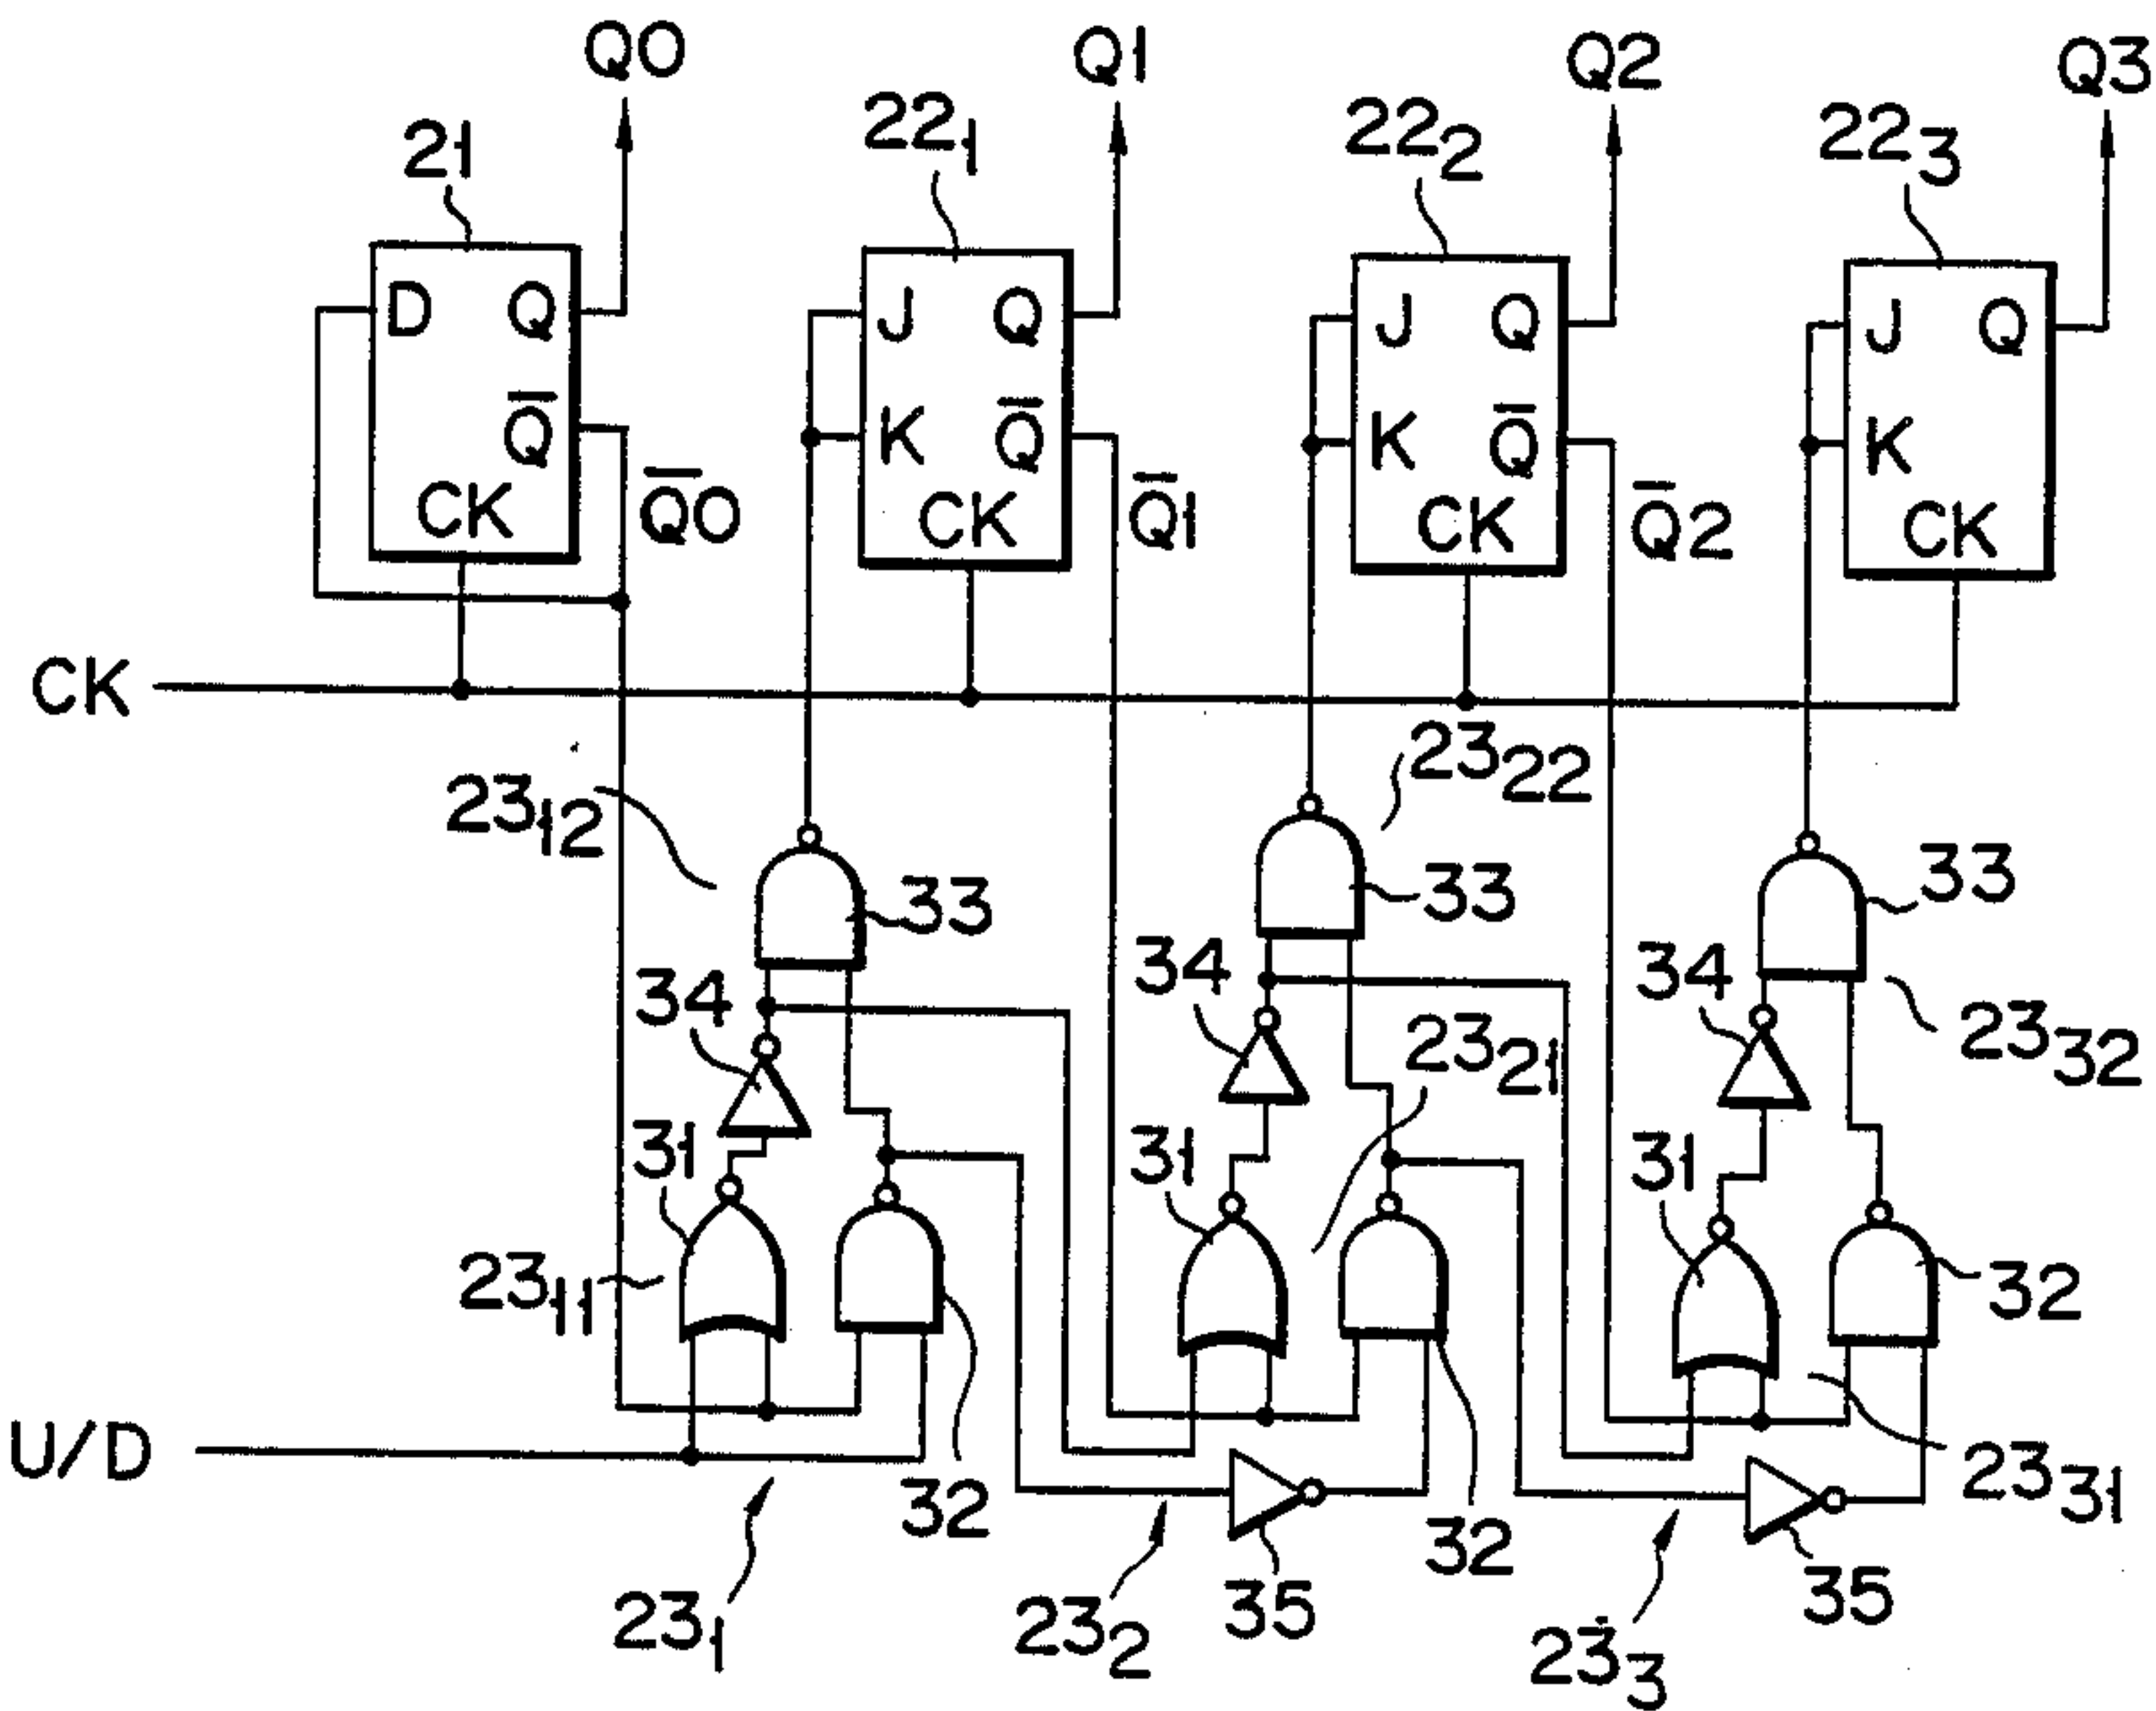 Q0 Q1 Q2 Q3
21 22₁ 22₂ 22₃
D Q J Q J Q J Q
Q̅ K Q̅ K Q̅ K
CK CK CK CK
Q̅0 Q̅1 Q̅2
CK
23₂₂
23₁₂
33 33 33
34 34 34
23₂₁ 23₃₂
31 31 31
23₁₁ 32
U/D
32 32 23₃₁
23₁ 23₂ 35 23₃ 35